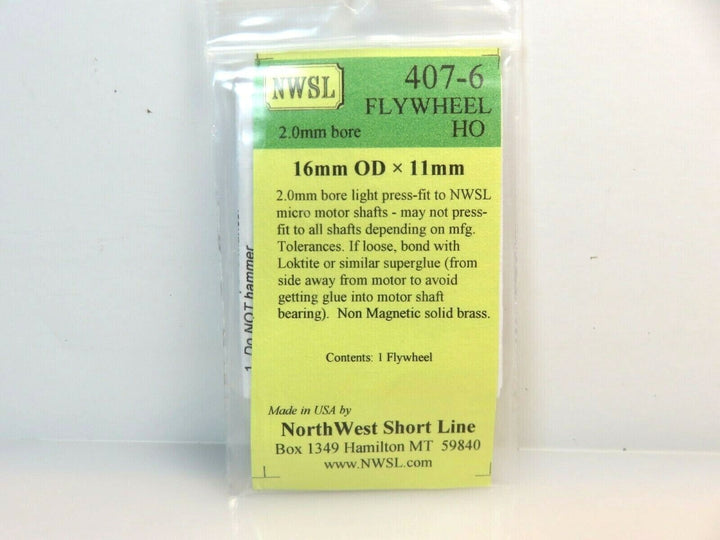 NWSL
407-6
FLYWHEEL
2.0mm bore
HO
16mm OD × 11mm
2.0mm bore light press-fit to NWSL
micro motor shafts - may not press-
fit to all shafts depending on mfg.
Tolerances. If loose, bond with
Loktite or similar superglue (from
side away from motor to avoid
getting glue into motor shaft
bearing). Non Magnetic solid brass.
Contents: 1 Flywheel
Made in USA by
NorthWest Short Line
Box 1349 Hamilton MT 59840
www.NWSL.com
1. Do NOT hammer